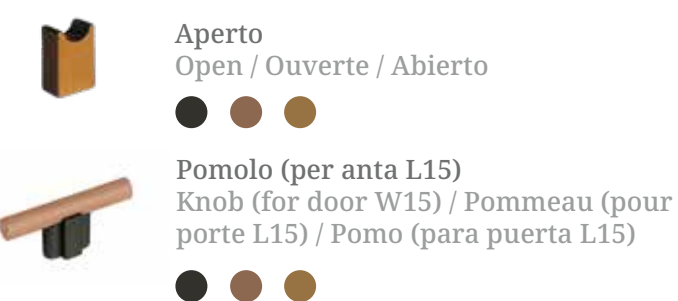 Aperto
Open / Ouverte / Abierto
Pomolo (per anta L15)
Knob (for door W15) / Pommeau (pour
porte L15) / Pomo (para puerta L15)